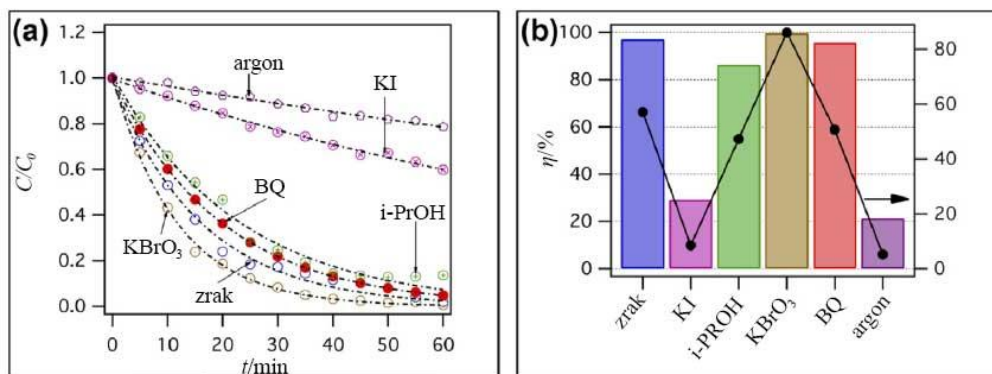 (a)
1.2
1.0
0.8
0.6
0.4
0.2
0.0
C/C₀
argon
KI
BQ
i-PrOH
KBrO₃
zrak
0 10 20 30 40 50 60
t/min
(b)
100
80
60
40
20
0
η/%
80
60
40
20
0
zrak
KI
i-PROH
KBrO₃
BQ
argon